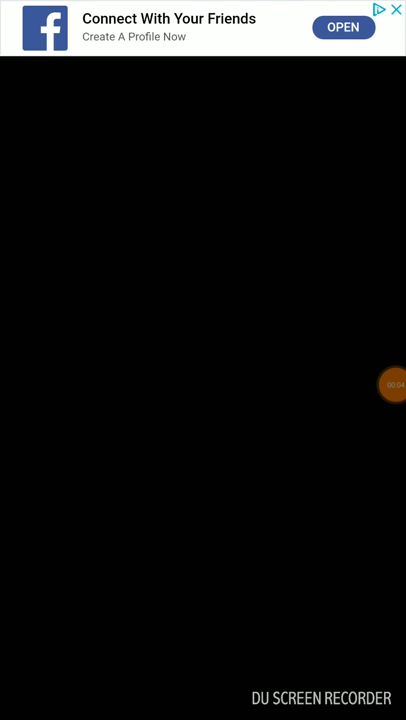 Connect With Your Friends
Create A Profile Now
OPEN
00:04
DU SCREEN RECORDER